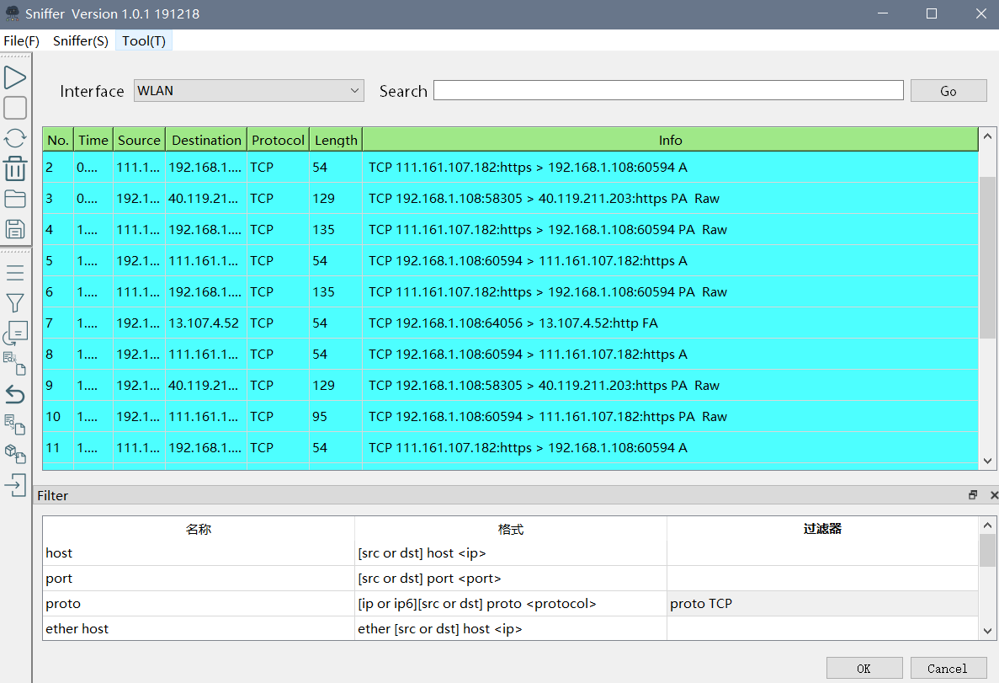 Sniffer Version 1.0.1 191218
File(F) Sniffer(S) Tool(T)
Interface WLAN Search Go
No. Time Source Destination Protocol Length Info
2 0.... 111.1... 192.168.1.... TCP 54 TCP 111.161.107.182:https > 192.168.1.108:60594 A
3 0.... 192.1... 40.119.21... TCP 129 TCP 192.168.1.108:58305 > 40.119.211.203:https PA Raw
4 1.... 111.1... 192.168.1.... TCP 135 TCP 111.161.107.182:https > 192.168.1.108:60594 PA Raw
5 1.... 192.1... 111.161.1... TCP 54 TCP 192.168.1.108:60594 > 111.161.107.182:https A
6 1.... 111.1... 192.168.1.... TCP 135 TCP 111.161.107.182:https > 192.168.1.108:60594 PA Raw
7 1.... 192.1... 13.107.4.52 TCP 54 TCP 192.168.1.108:64056 > 13.107.4.52:http FA
8 1.... 192.1... 111.161.1... TCP 54 TCP 192.168.1.108:60594 > 111.161.107.182:https A
9 1.... 192.1... 40.119.21... TCP 129 TCP 192.168.1.108:58305 > 40.119.211.203:https PA Raw
10 1.... 192.1... 111.161.1... TCP 95 TCP 192.168.1.108:60594 > 111.161.107.182:https PA Raw
11 1.... 111.1... 192.168.1.... TCP 54 TCP 111.161.107.182:https > 192.168.1.108:60594 A
Filter
名称 格式 过滤器
host [src or dst] host <ip>
port [src or dst] port <port>
proto [ip or ip6][src or dst] proto <protocol> proto TCP
ether host ether [src or dst] host <ip>
OK Cancel